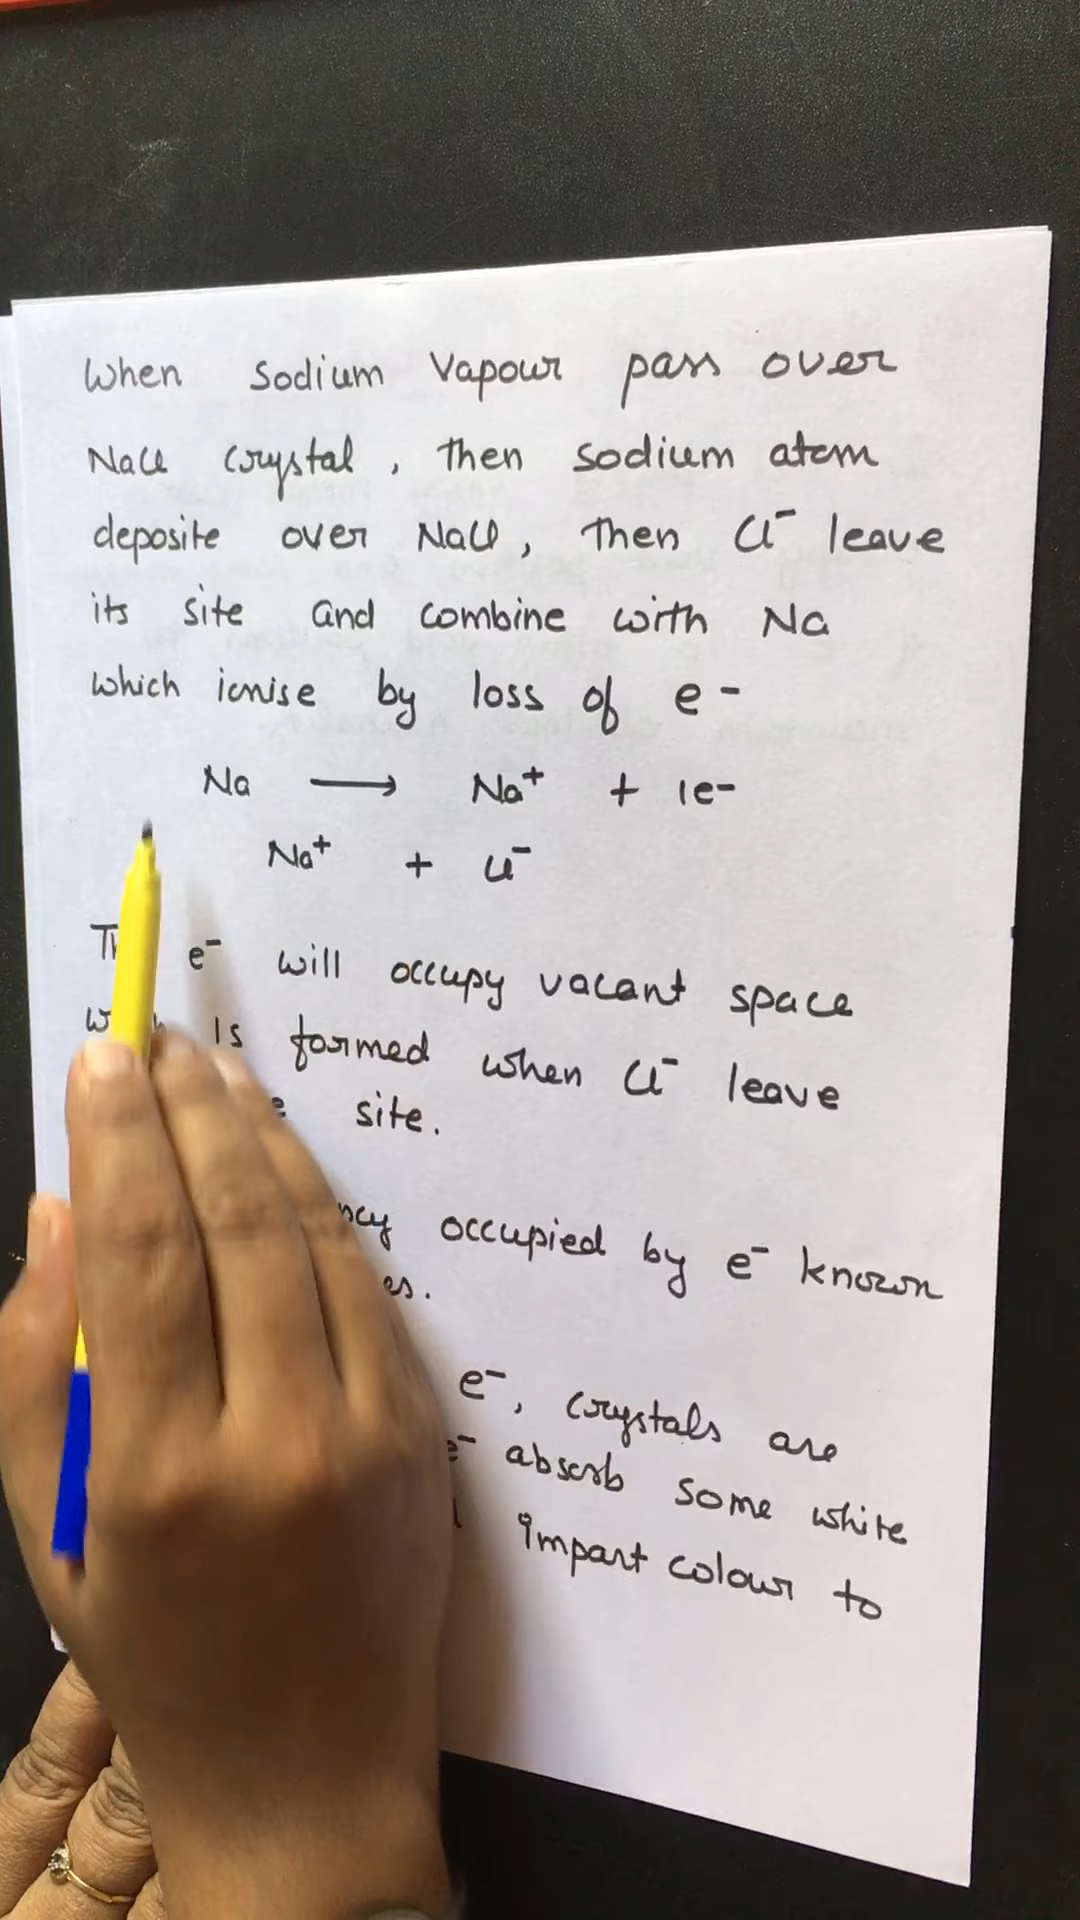 When Sodium Vapour pass over
NaCl crystal, then sodium atom
deposite over NaCl, then Cl⁻ leave
its site and combine with Na
which ionise by loss of e-
Na → Na⁺ + 1e-
Na⁺ + Cl⁻
e⁻ will occupy vacant space
is formed when Cl⁻ leave
site.
occupied by e⁻ known
e⁻, crystals are
e⁻ absorb some white
impart colour to